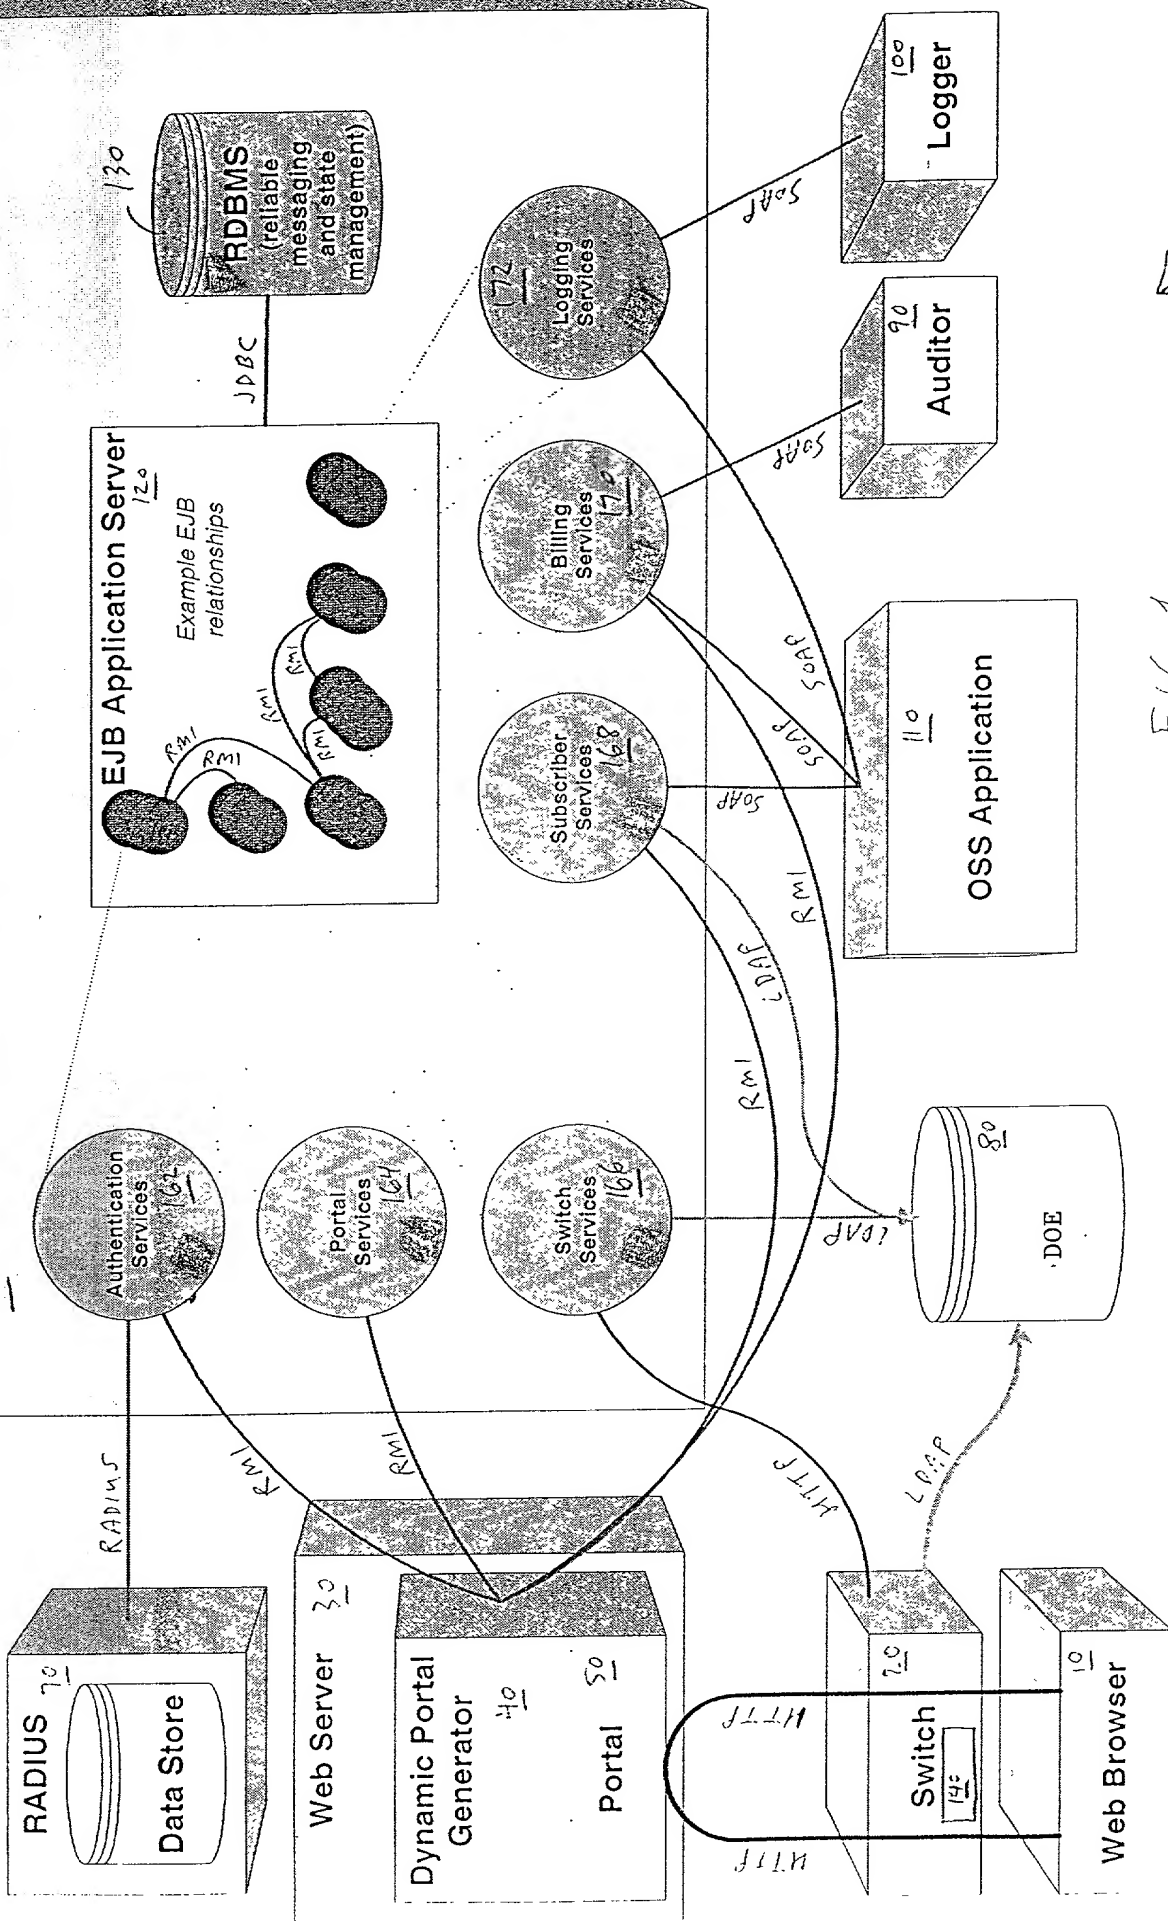 RADIUS
70
Data Store
RADIUS
Authentication
Services
162
EJB Application Server
120
Example EJB
relationships
RMI
RMI
RMI
RMI
RMI
JDBC
130
RDBMS
(reliable
messaging
and state
management)
Web Server 30
Dynamic Portal
Generator
40
Portal
50
RMI
RMI
Portal
Services
164
Switch
Services
166
Subscriber
Services
168
Billing
Services
170
Logging
Services
172
HTTP
LDAP
LDAP
LDAP
RMI
RMI
SOAP
SOAP
SOAP
SOAP
SOAP
HTTP
HTTP
Switch
20
140
Web Browser
10
DOE
80
OSS Application
110
Auditor
90
Logger
100